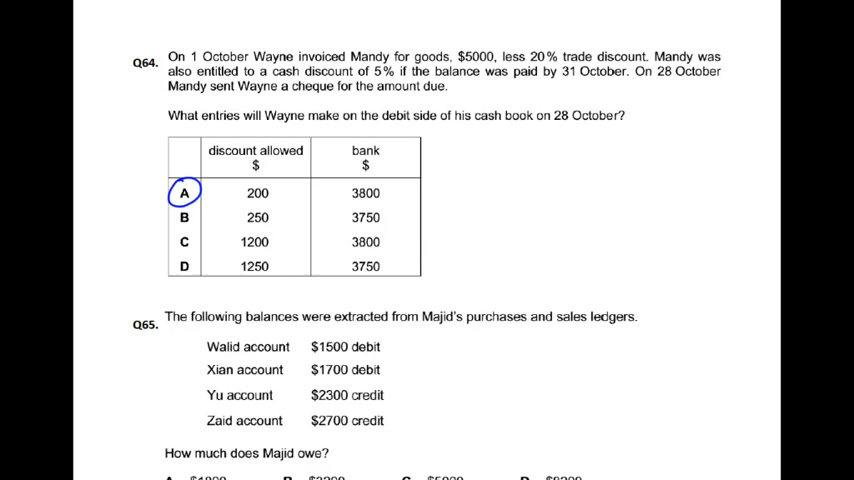 Q64. On 1 October Wayne invoiced Mandy for goods, $5000, less 20% trade discount. Mandy was
also entitled to a cash discount of 5% if the balance was paid by 31 October. On 28 October
Mandy sent Wayne a cheque for the amount due.
What entries will Wayne make on the debit side of his cash book on 28 October?
discount allowed bank
$ $
A 200 3800
B 250 3750
C 1200 3800
D 1250 3750
Q65. The following balances were extracted from Majid's purchases and sales ledgers.
Walid account $1500 debit
Xian account $1700 debit
Yu account $2300 credit
Zaid account $2700 credit
How much does Majid owe?